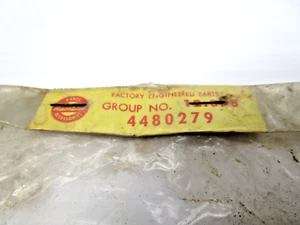 FACTORY ENGINEERED PARTS
GROUP NO.
4480279